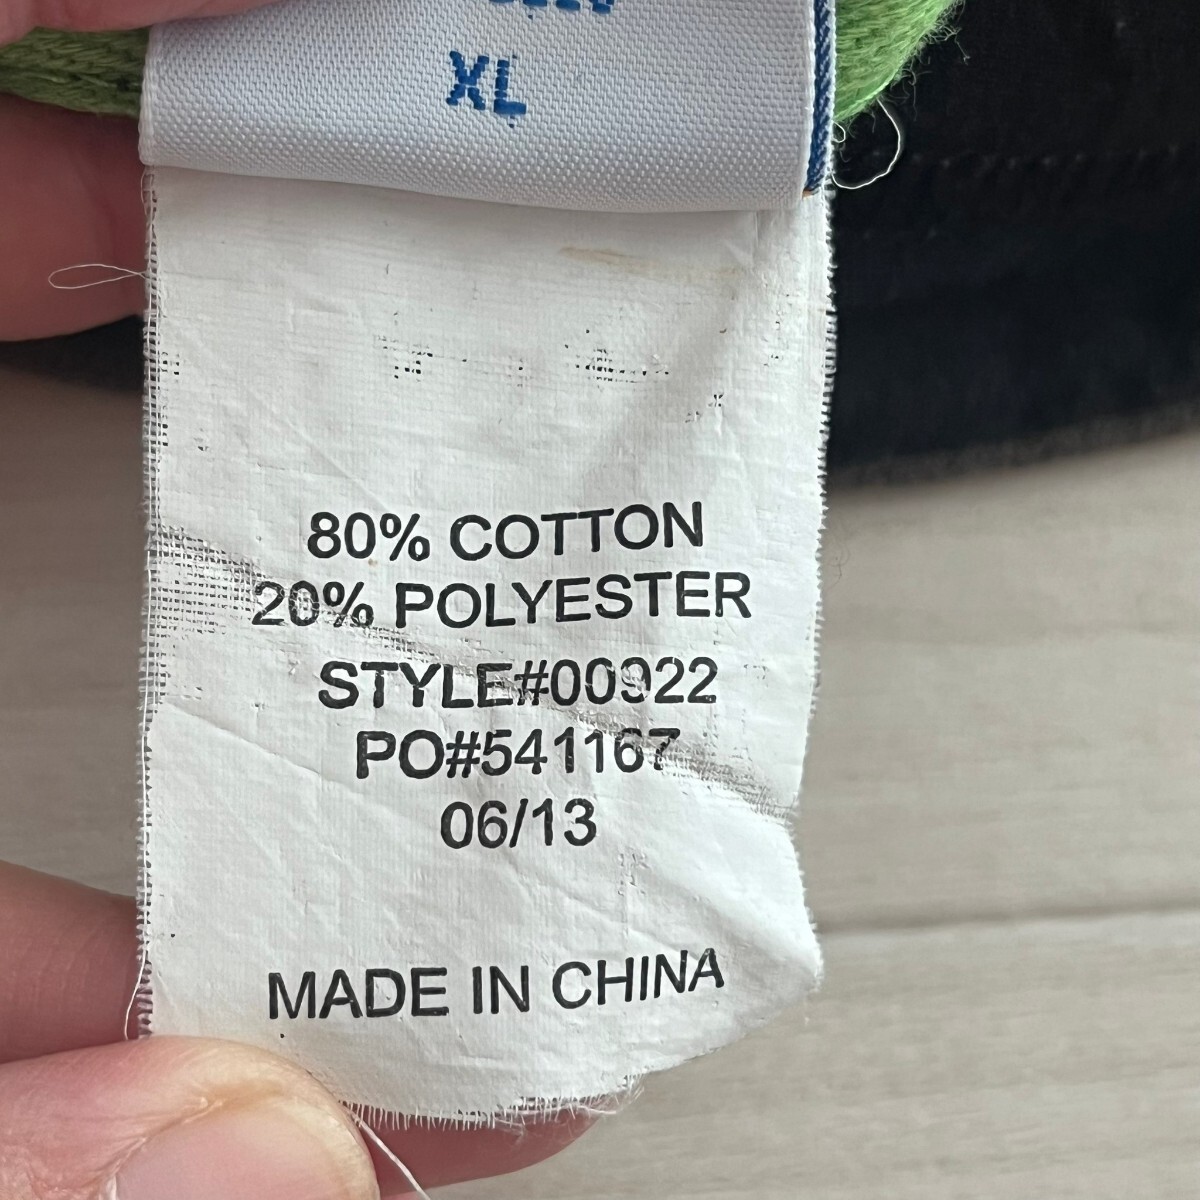 XL
80% COTTON
20% POLYESTER
STYLE#00922
PO#541167
06/13
MADE IN CHINA